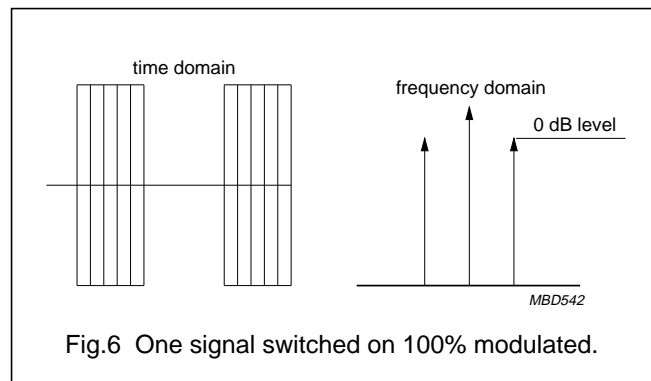 time domain
frequency domain
0 dB level
MBD542
Fig.6 One signal switched on 100% modulated.